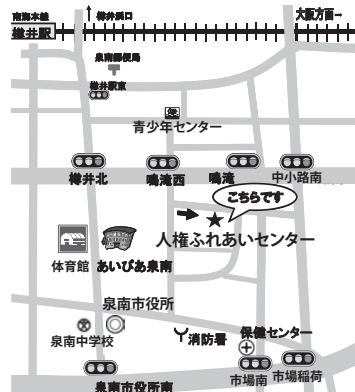 南海本線
樽井駅
樽井浜口
大阪方面→
泉南郵便局
樽井駅東
青少年センター
樽井北
鳴滝西
鳴滝
中小路南
こちらです
人権ふれあいセンター
体育館
あいぴあ泉南
泉南市役所
泉南中学校
消防署
保健センター
泉南市役所南
市場南
市場稲荷